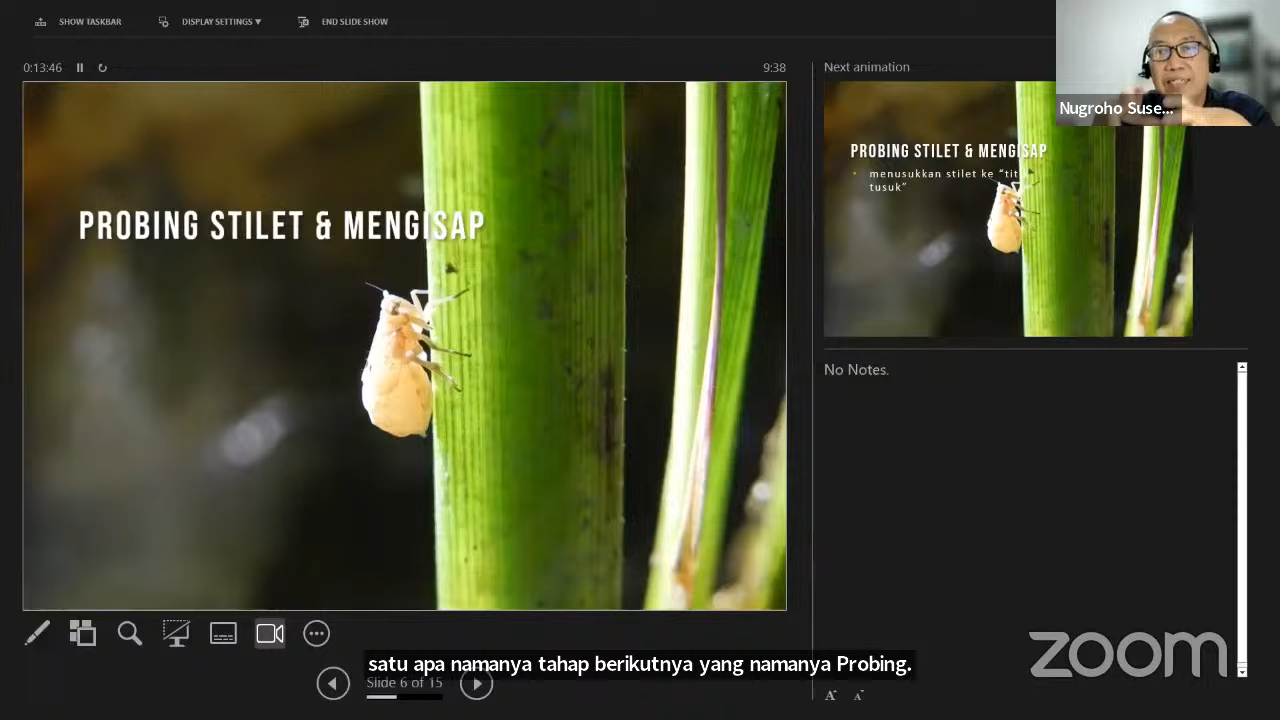 SHOW TASKBAR
DISPLAY SETTINGS ▼
END SLIDE SHOW
0:13:46
9:38
Next animation
PROBING STILET & MENGISAP
PROBING STILET & MENGISAP
• menusukkan stilet ke “titik
tusuk”
Nugroho Suse...
No Notes.
satu apa namanya tahap berikutnya yang namanya Probing.
Slide 6 of 15
A A
zoom